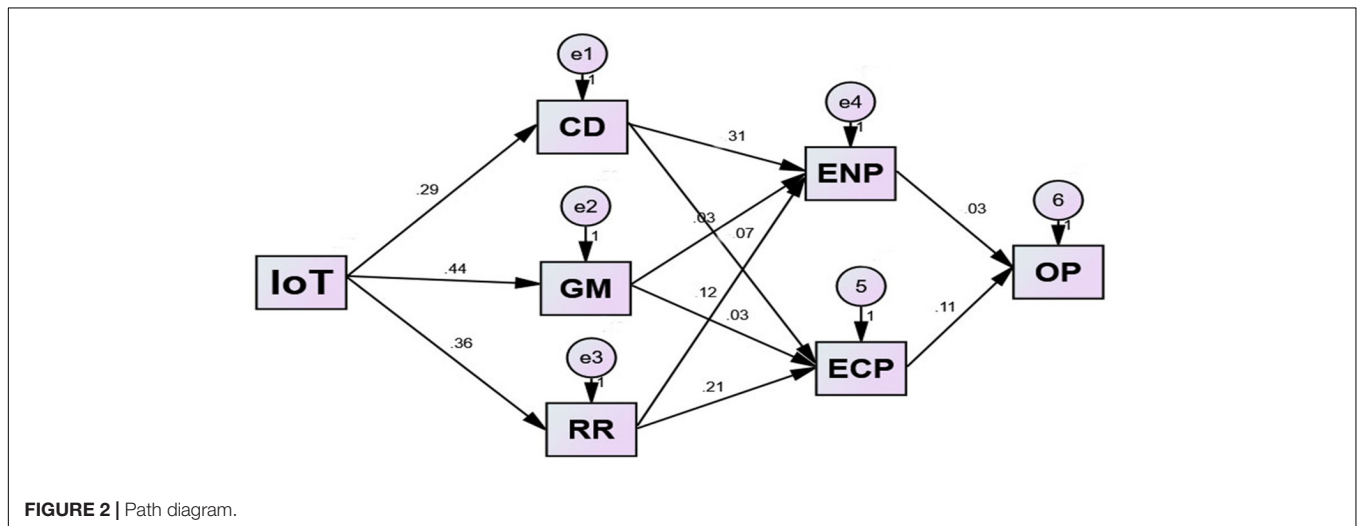 e1
1
CD
e4
1
.31
ENP
.29
e2
1
6
1
.03
.03
.07
IoT
.44
GM
OP
5
1
.12
.03
.11
.36
e3
1
ECP
.21
RR
FIGURE 2 | Path diagram.